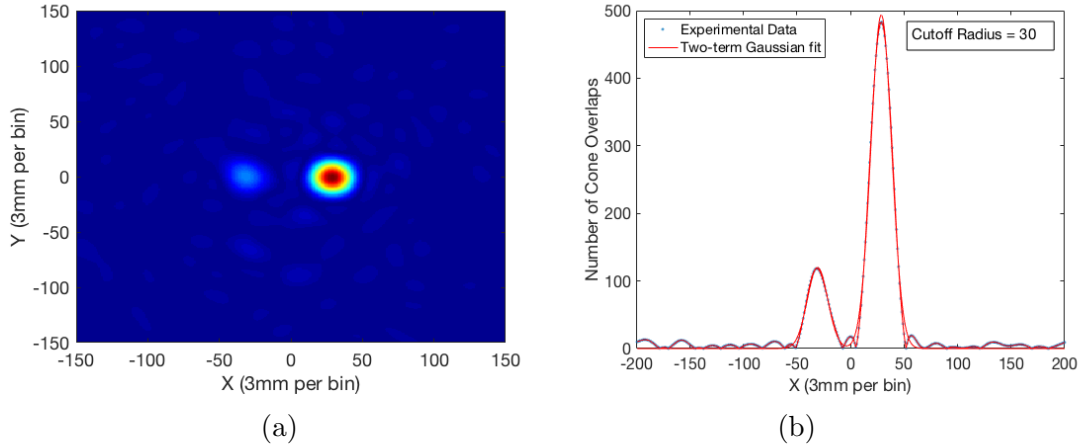 150
100
50
0
-50
-100
-150
Y (3mm per bin)
-150 -100 -50 0 50 100 150
X (3mm per bin)
(a)
500
400
300
200
100
0
Number of Cone Overlaps
Experimental Data
Two-term Gaussian fit
Cutoff Radius = 30
-200 -150 -100 -50 0 50 100 150 200
X (3mm per bin)
(b)